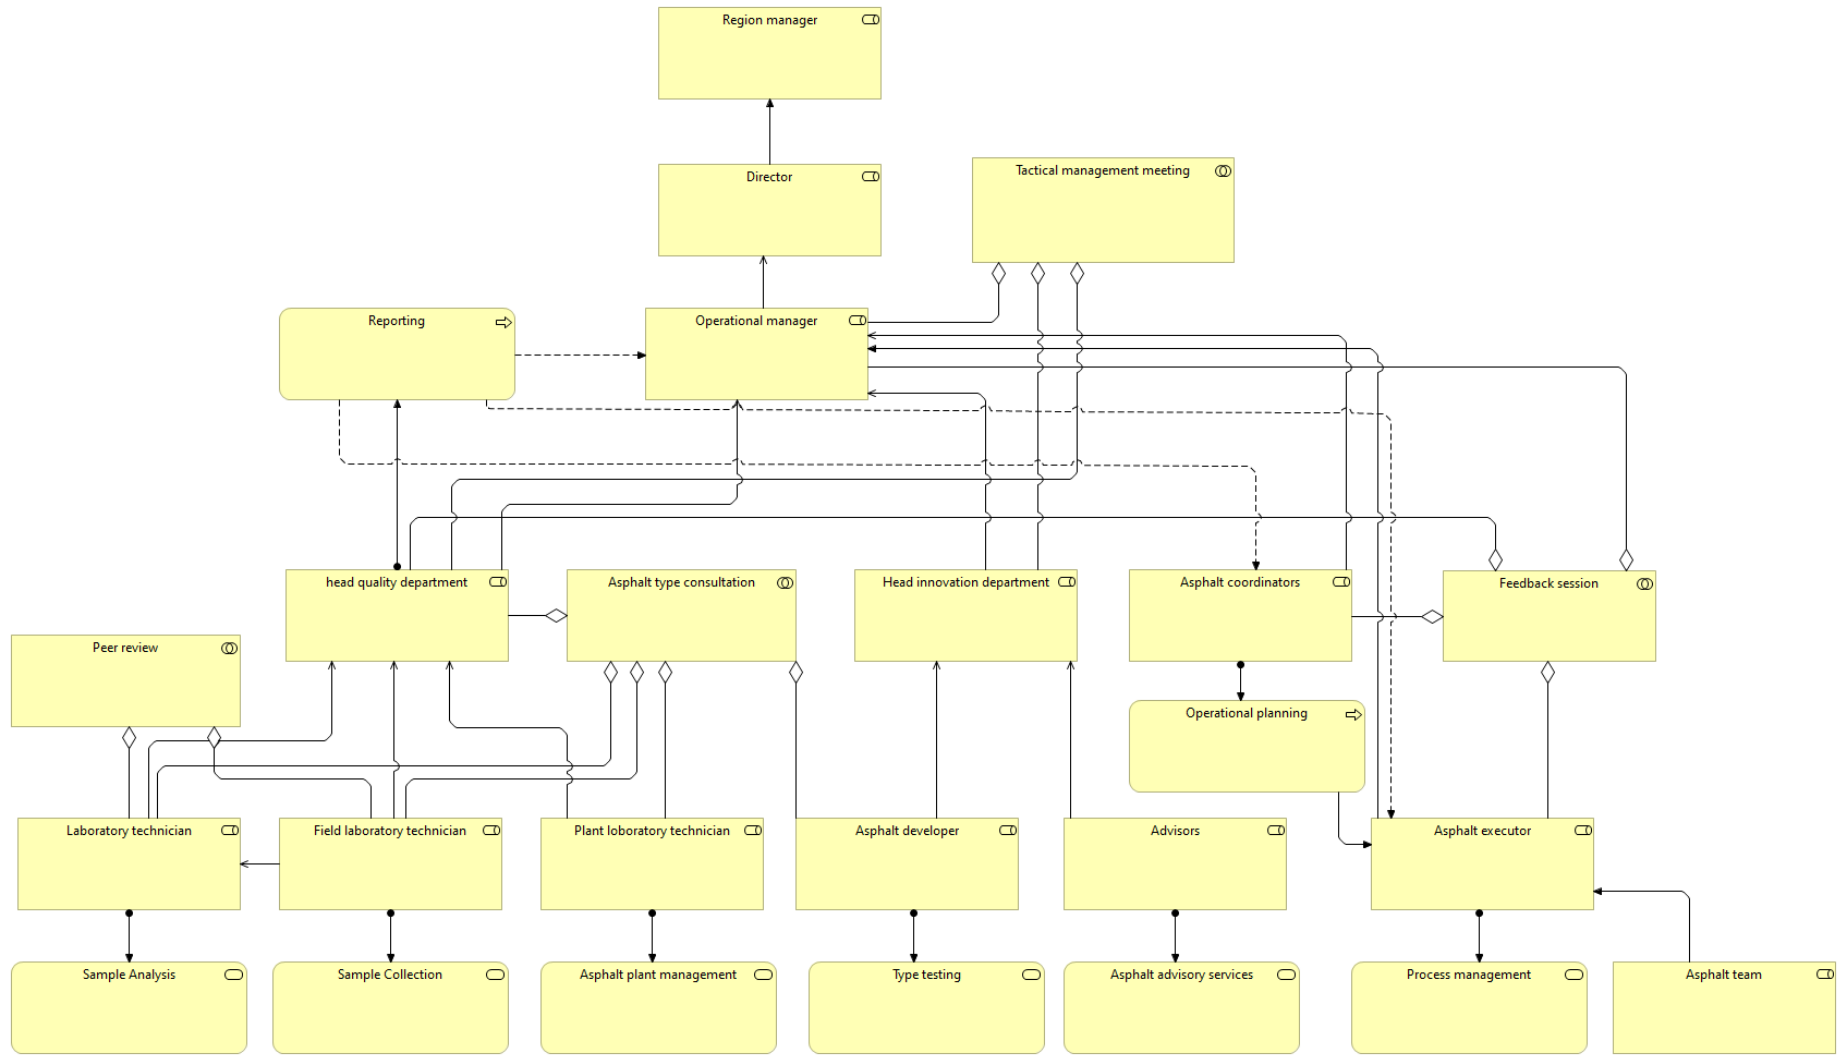 Region manager
Director
Tactical management meeting
Reporting
Operational manager
head quality department
Asphalt type consultation
Head innovation department
Asphalt coordinators
Feedback session
Peer review
Operational planning
Laboratory technician
Field laboratory technician
Plant loboratory technician
Asphalt developer
Advisors
Asphalt executor
Sample Analysis
Sample Collection
Asphalt plant management
Type testing
Asphalt advisory services
Process management
Asphalt team